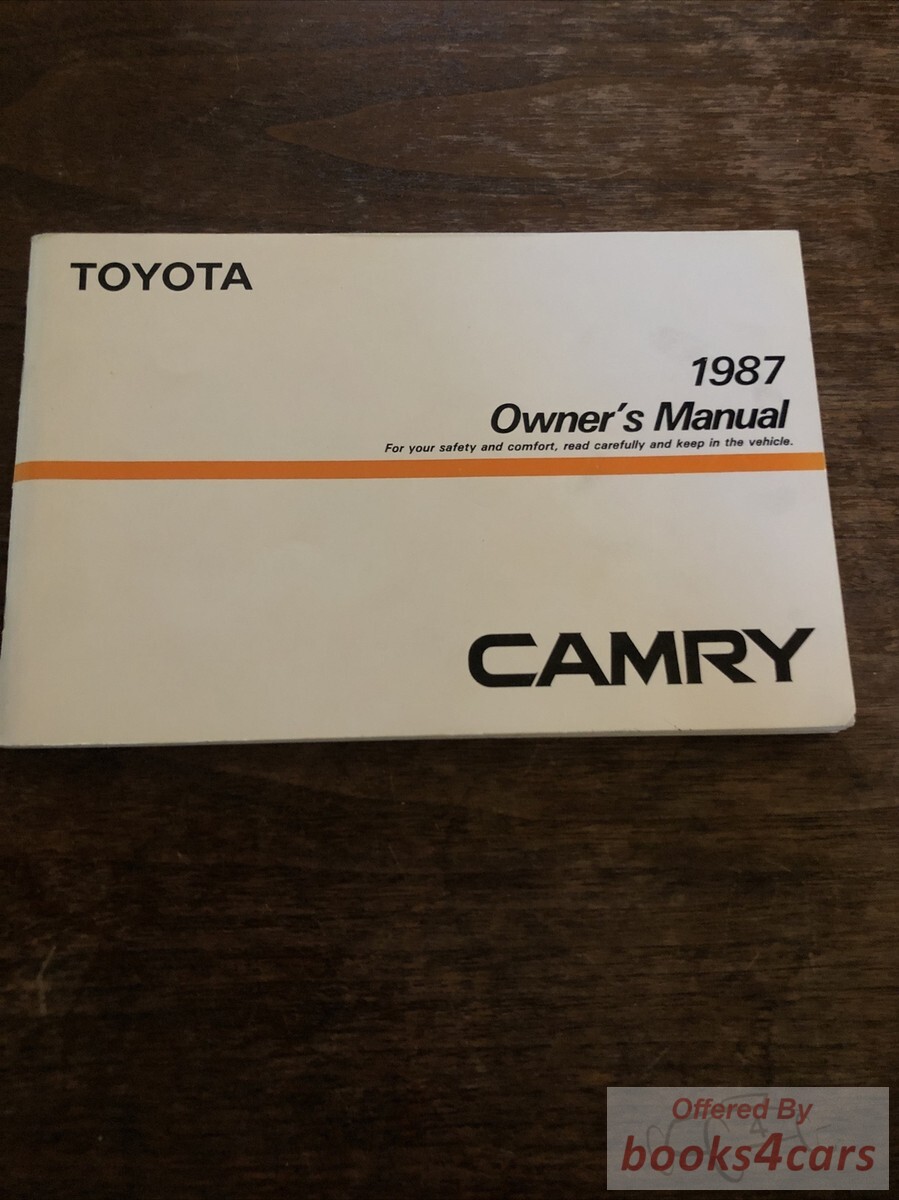 TOYOTA
1987
Owner's Manual
For your safety and comfort, read carefully and keep in the vehicle.
CAMRY
Offered By
books4cars